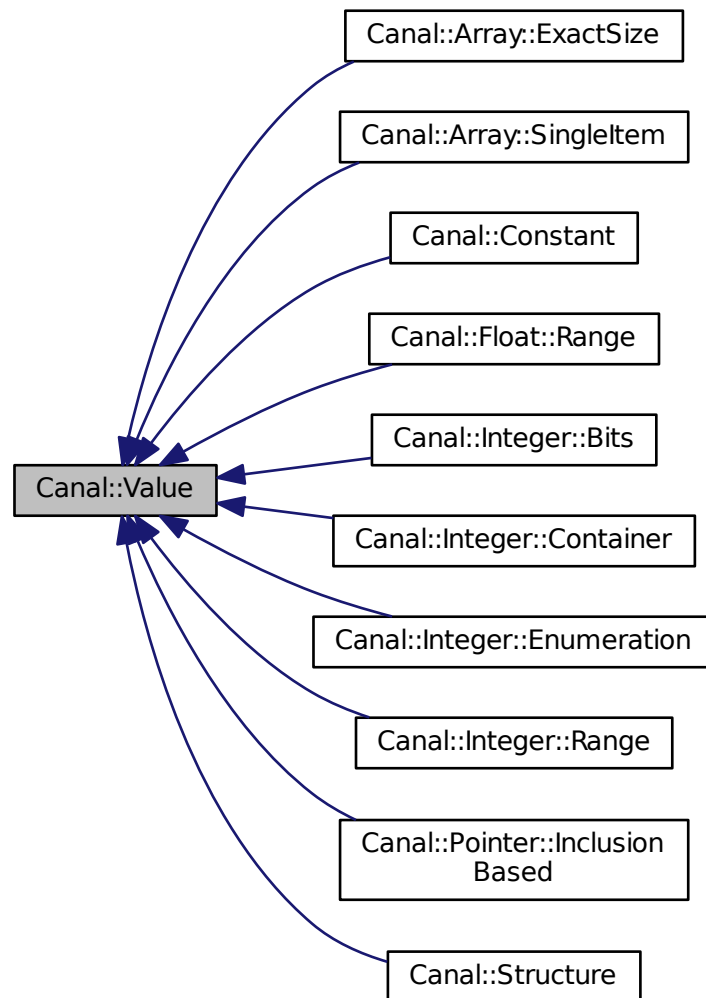 Canal::Array::ExactSize
Canal::Array::SingleItem
Canal::Constant
Canal::Float::Range
Canal::Integer::Bits
Canal::Value
Canal::Integer::Container
Canal::Integer::Enumeration
Canal::Integer::Range
Canal::Pointer::Inclusion
Based
Canal::Structure